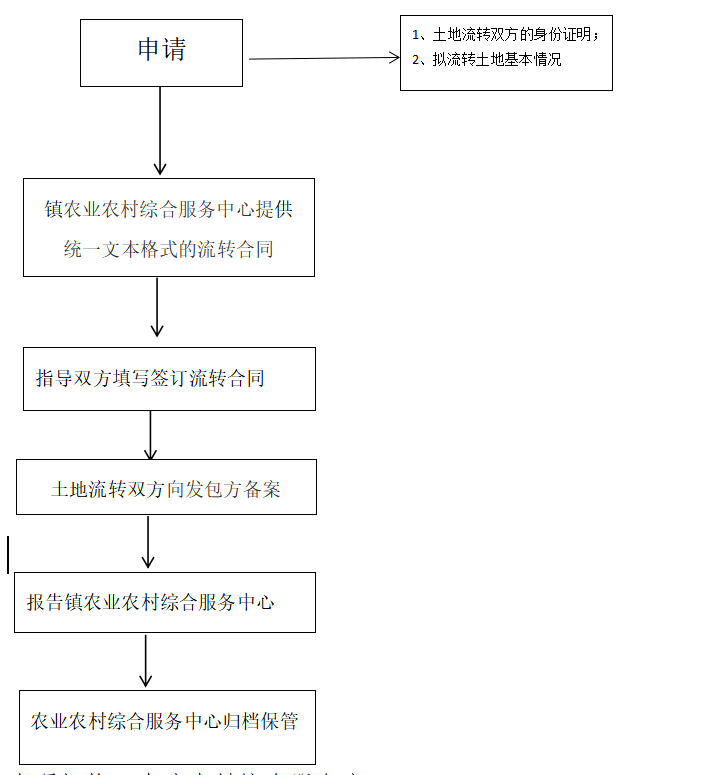 申请
1、土地流转双方的身份证明；
2、拟流转土地基本情况
镇农业农村综合服务中心提供
统一文本格式的流转合同
指导双方填写签订流转合同
土地流转双方向发包方备案
报告镇农业农村综合服务中心
农业农村综合服务中心归档保管